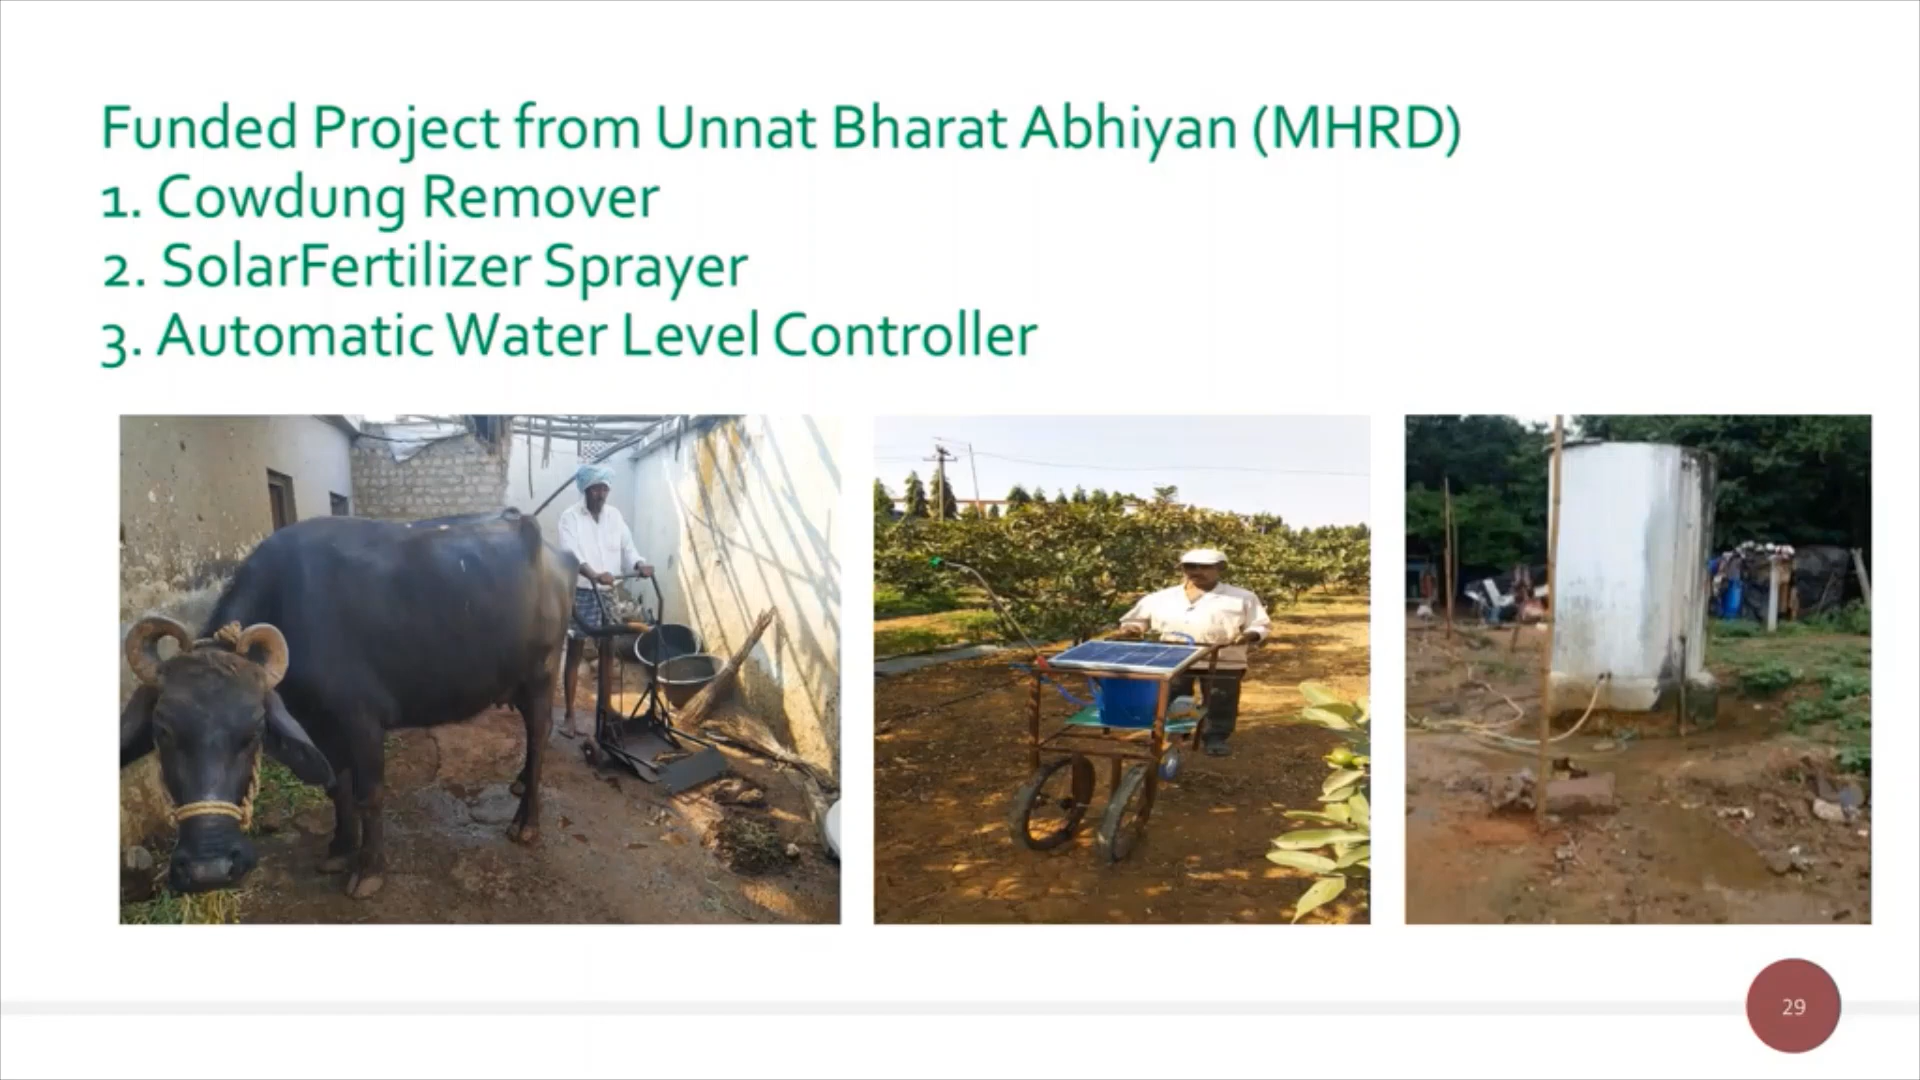 Funded Project from Unnat Bharat Abhiyan (MHRD)
1. Cowdung Remover
2. SolarFertilizer Sprayer
3. Automatic Water Level Controller
29